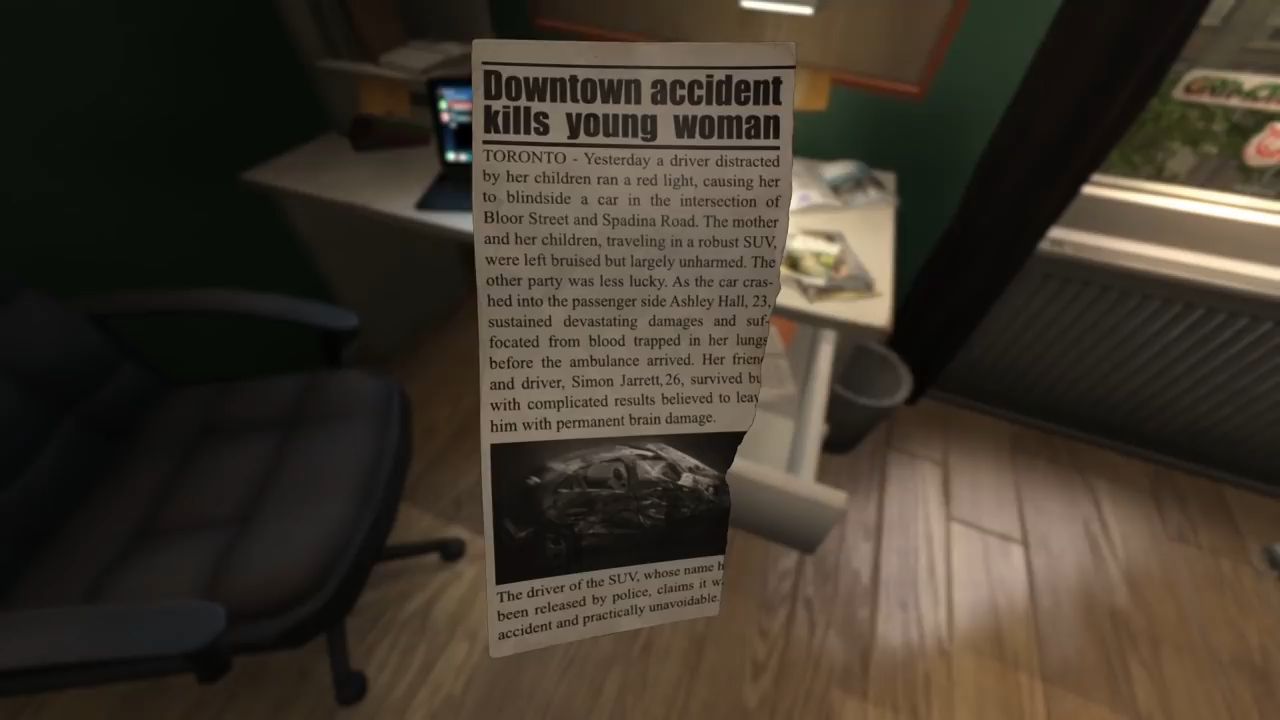 Downtown accident
kills young woman
TORONTO - Yesterday a driver distracted
by her children ran a red light, causing her
to blindside a car in the intersection of
Bloor Street and Spadina Road. The mother
and her children, traveling in a robust SUV,
were left bruised but largely unharmed. The
other party was less lucky. As the car cras-
hed into the passenger side Ashley Hall, 23,
sustained devastating damages and suf-
focated from blood trapped in her lungs
before the ambulance arrived. Her frien
and driver, Simon Jarrett, 26, survived bu
with complicated results believed to leav
him with permanent brain damage.
The driver of the SUV, whose name h
been released by police, claims it w
accident and practically unavoidable.